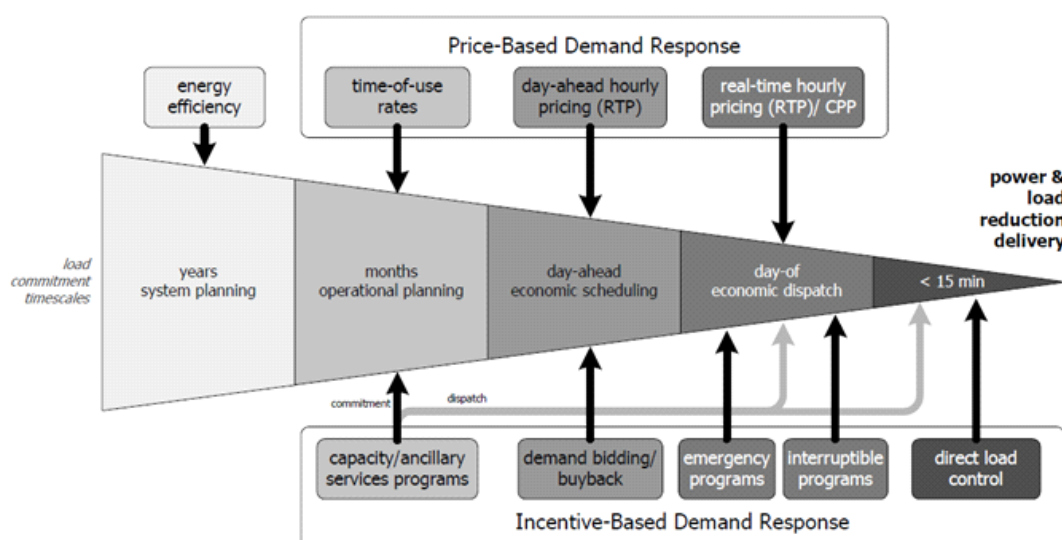 Price-Based Demand Response
energy
efficiency
time-of-use
rates
day-ahead hourly
pricing (RTP)
real-time hourly
pricing (RTP)/ CPP
power &
load
reduction
delivery
load
commitment
timescales
years
system planning
months
operational planning
day-ahead
economic scheduling
day-of
economic dispatch
< 15 min
commitment
dispatch
capacity/ancillary
services programs
demand bidding/
buyback
emergency
programs
interruptible
programs
direct load
control
Incentive-Based Demand Response